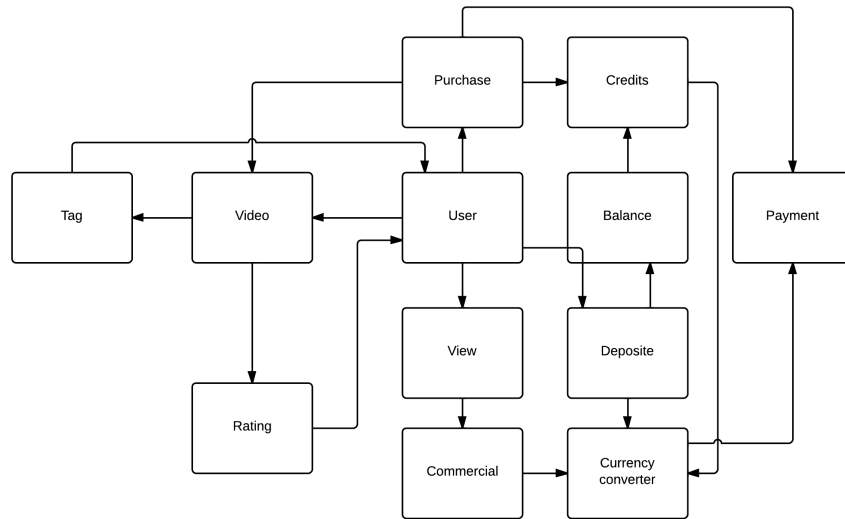 Purchase
Credits
Tag
Video
User
Balance
Payment
View
Deposite
Rating
Commercial
Currency
converter